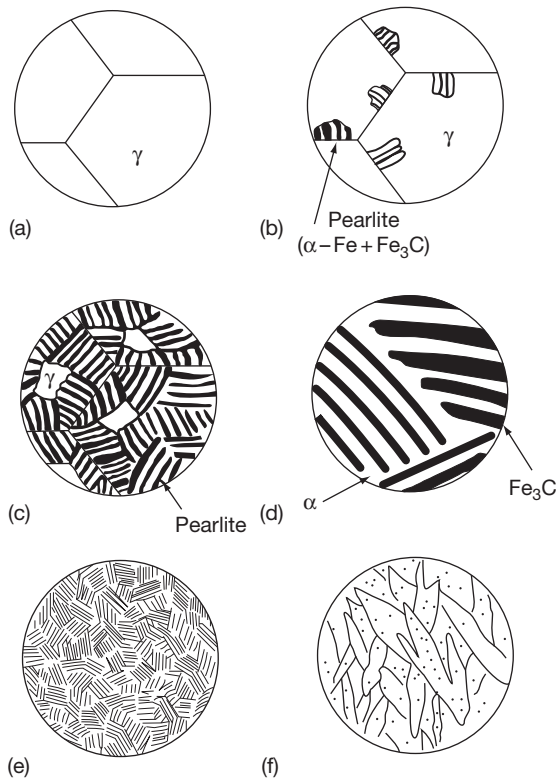 γ
γ
(a)
(b)
Pearlite
(α–Fe + Fe₃C)
γ
(c)
Pearlite
(d)
α
Fe₃C
(e)
(f)